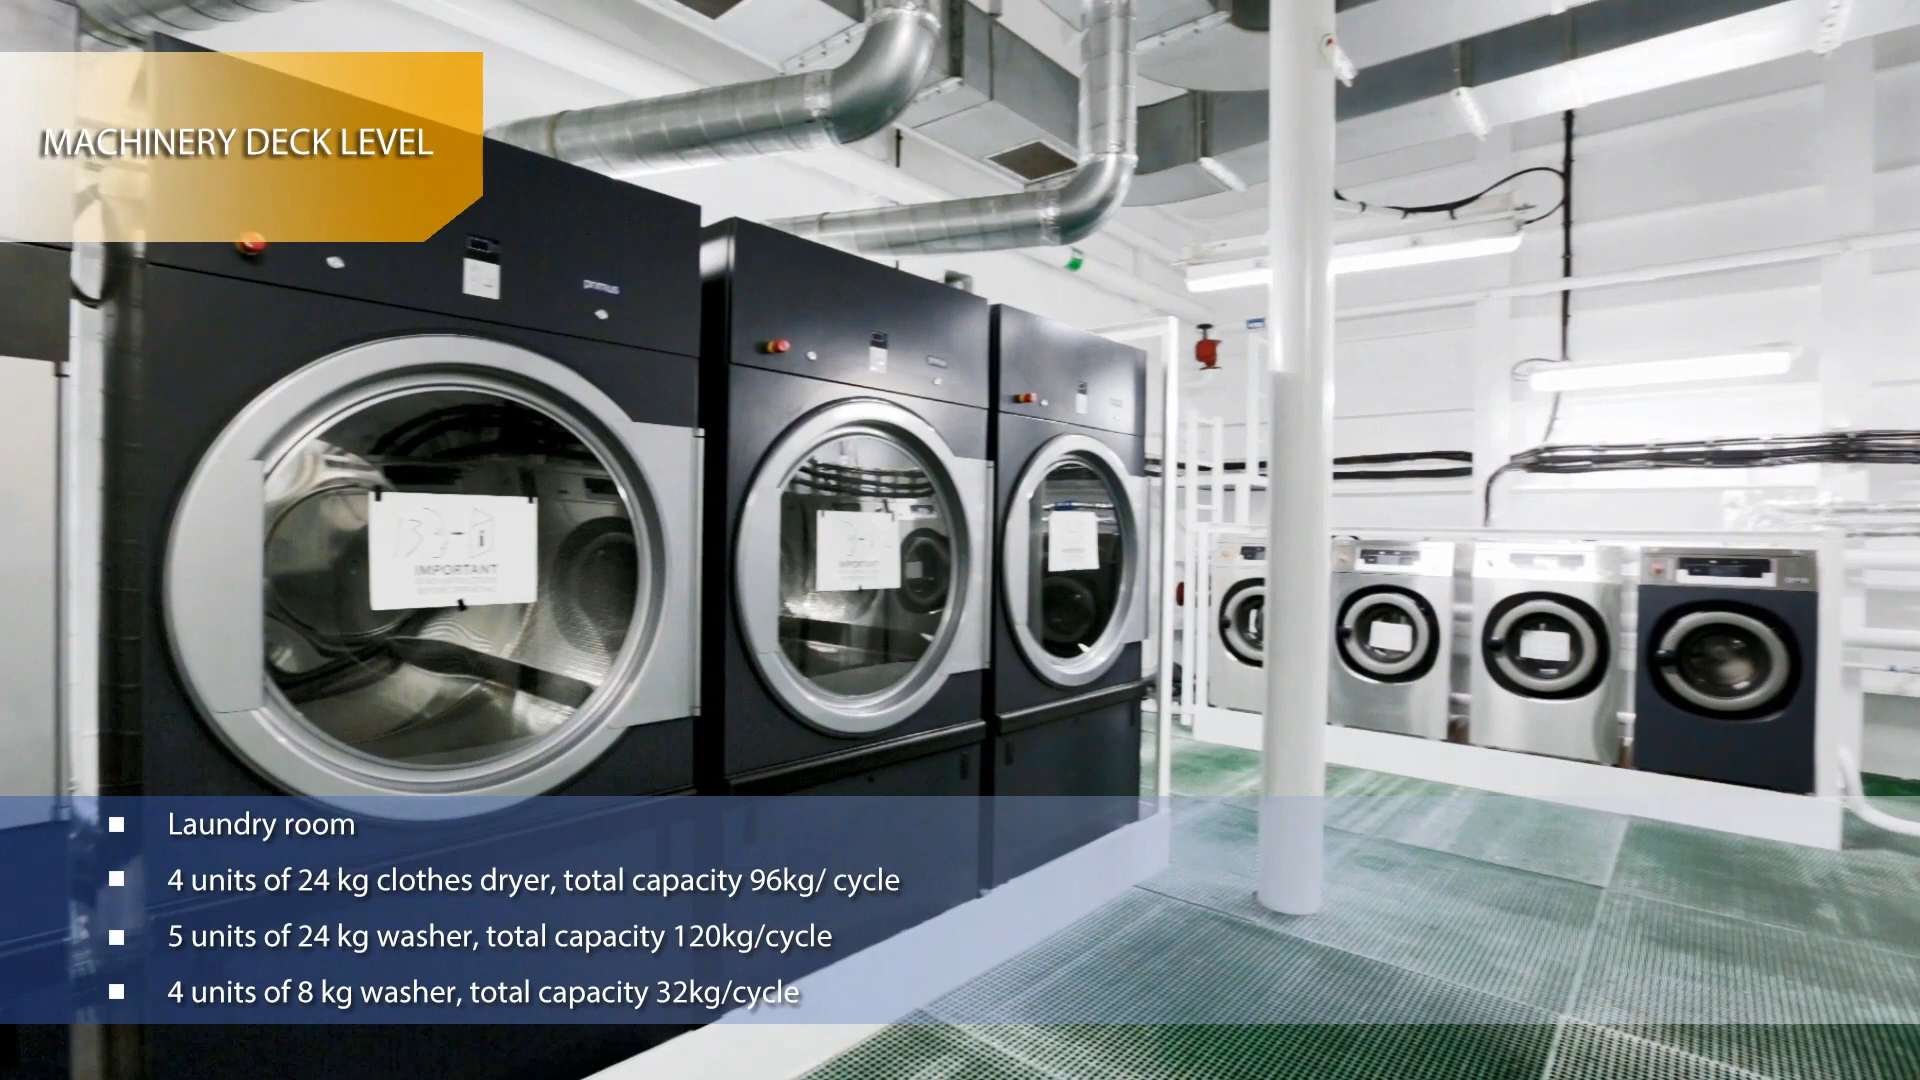 MACHINERY DECK LEVEL
primus
IMPORTANT
IMPORTANT
Laundry room
4 units of 24 kg clothes dryer, total capacity 96kg/ cycle
5 units of 24 kg washer, total capacity 120kg/cycle
4 units of 8 kg washer, total capacity 32kg/cycle